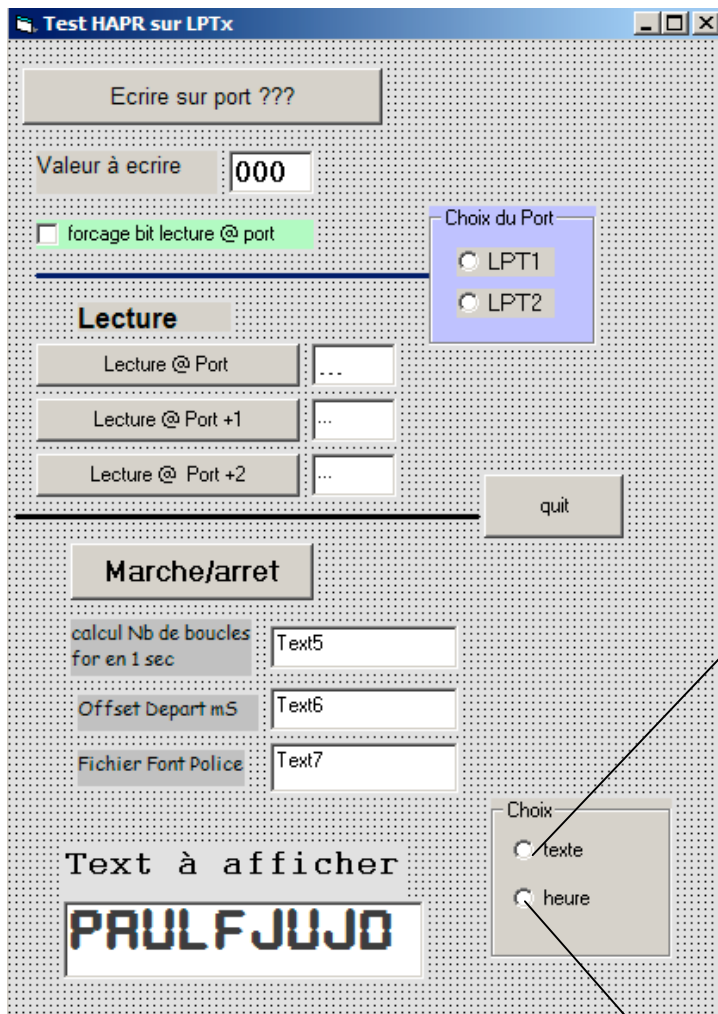 Test HAPR sur LPTx
Ecrire sur port ???
Valeur à ecrire
000
forcage bit lecture @ port
Choix du Port
LPT1
LPT2
Lecture
Lecture @ Port
...
Lecture @ Port +1
...
Lecture @ Port +2
...
quit
Marche/arret
calcul Nb de boucles
for en 1 sec
Text5
Offset Depart mS
Text6
Fichier Font Police
Text7
Choix
texte
heure
Text à afficher
PAULFJUJO